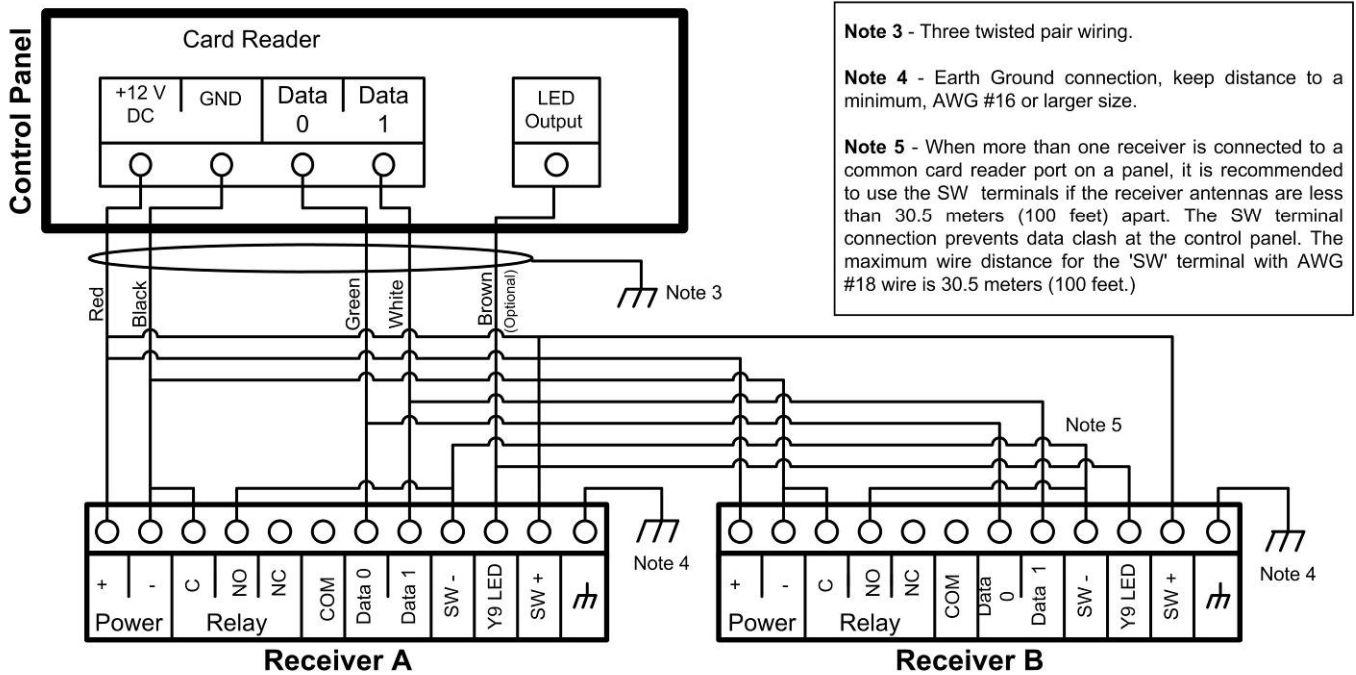 Control Panel
Card Reader
+12 V DC
GND
Data 0
Data 1
LED Output
Note 3 - Three twisted pair wiring.
Note 4 - Earth Ground connection, keep distance to a
minimum, AWG #16 or larger size.
Note 5 - When more than one receiver is connected to a
common card reader port on a panel, it is recommended
to use the SW terminals if the receiver antennas are less
than 30.5 meters (100 feet) apart. The SW terminal
connection prevents data clash at the control panel. The
maximum wire distance for the 'SW' terminal with AWG
#18 wire is 30.5 meters (100 feet.)
Red
Black
Green
White
Brown
(Optional)
Note 3
Note 5
+
-
C
NO
NC
COM
Data 0
Data 1
SW -
Y9 LED
SW +
Power
Relay
Note 4
Receiver A
+
-
C
NO
NC
COM
Data 0
Data 1
SW -
Y9 LED
SW +
Power
Relay
Note 4
Receiver B